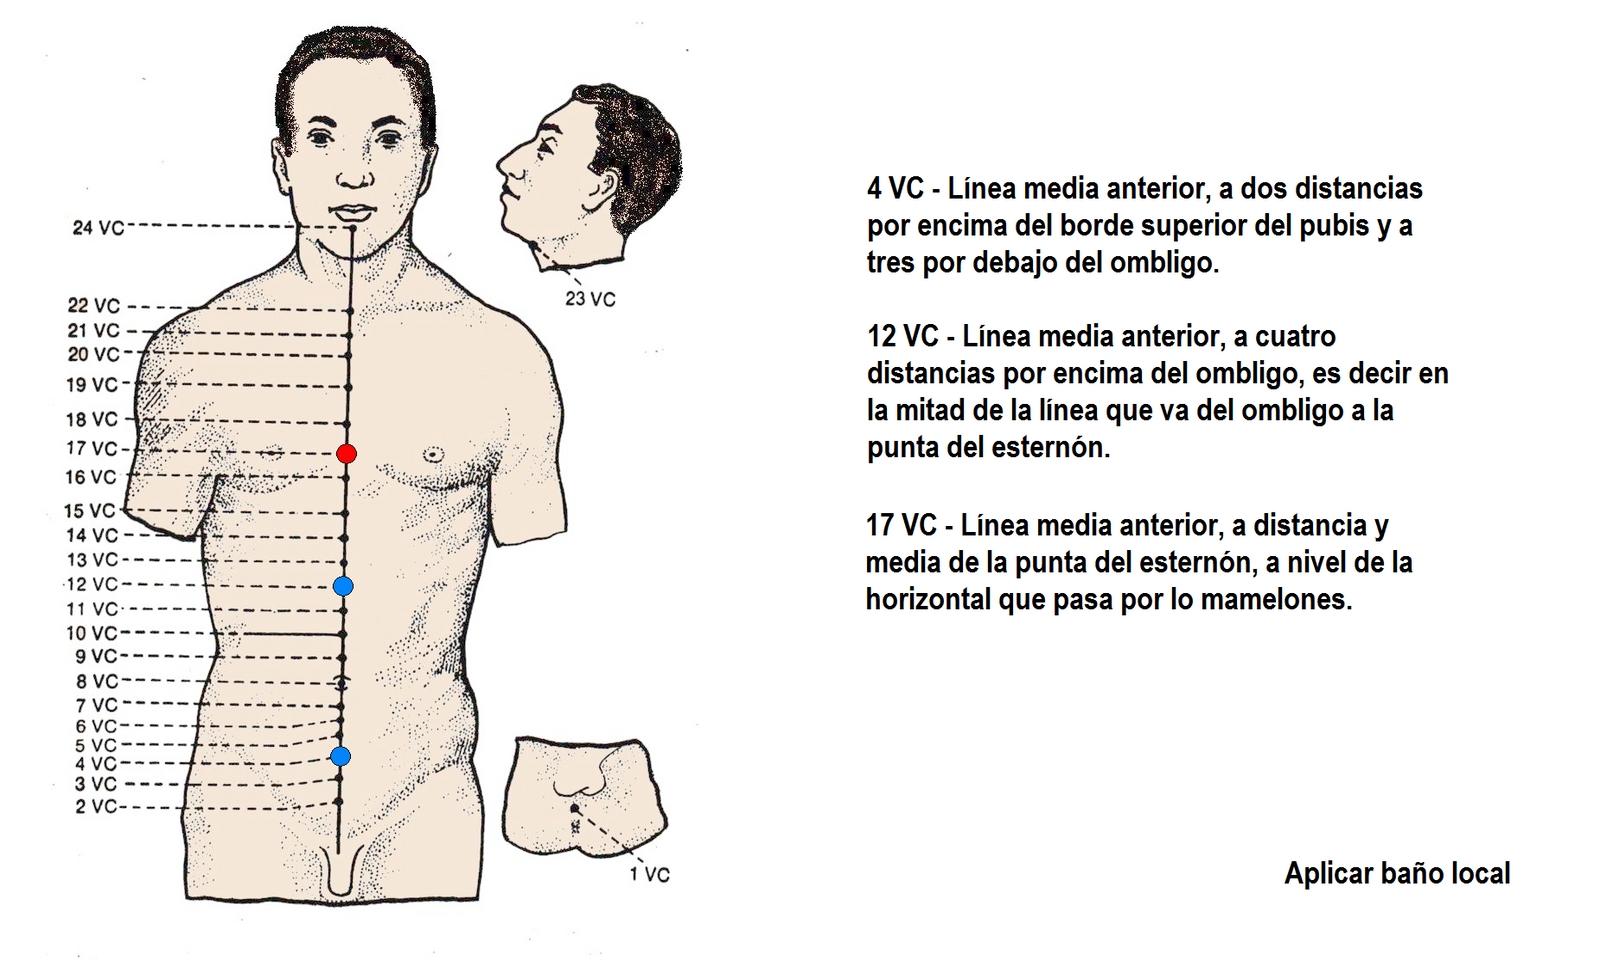 24 VC
22 VC
21 VC
20 VC
19 VC
18 VC
17 VC
16 VC
15 VC
14 VC
13 VC
12 VC
11 VC
10 VC
9 VC
8 VC
7 VC
6 VC
5 VC
4 VC
3 VC
2 VC
23 VC
1 VC
4 VC - Línea media anterior, a dos distancias
por encima del borde superior del pubis y a
tres por debajo del ombligo.
12 VC - Línea media anterior, a cuatro
distancias por encima del ombligo, es decir en
la mitad de la línea que va del ombligo a la
punta del esternón.
17 VC - Línea media anterior, a distancia y
media de la punta del esternón, a nivel de la
horizontal que pasa por lo mamelones.
Aplicar baño local